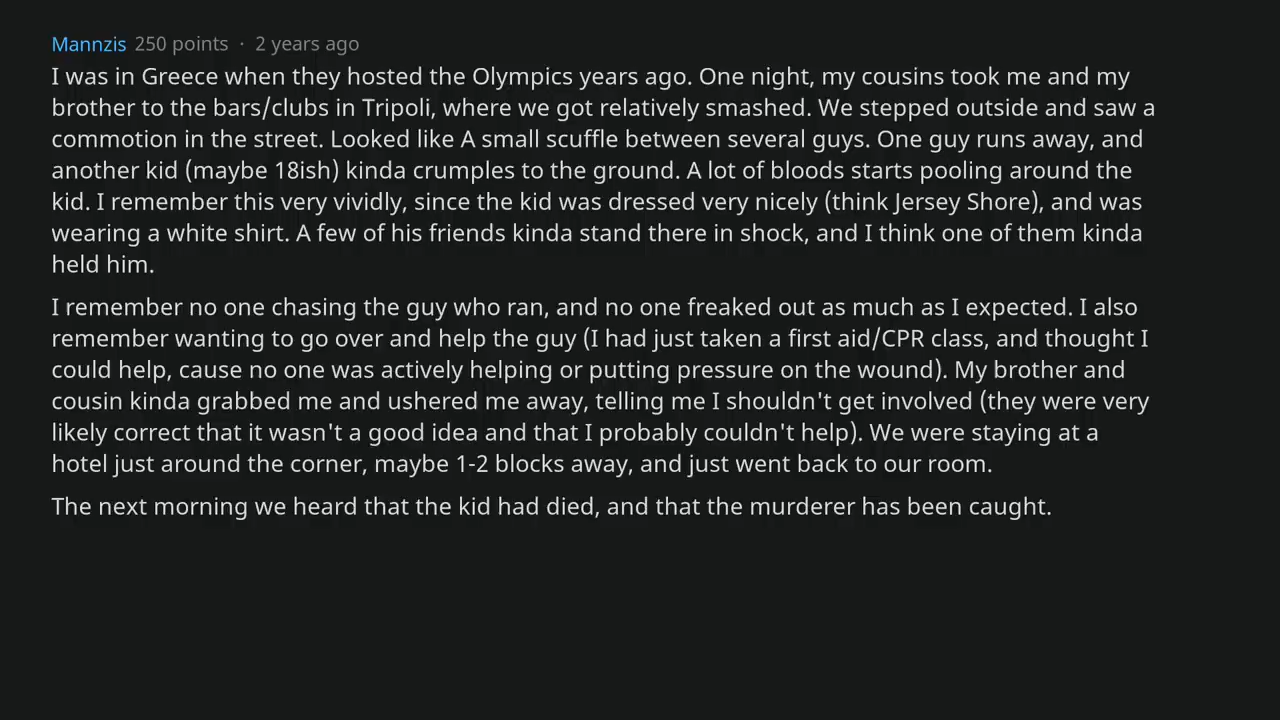 Mannzis 250 points · 2 years ago
I was in Greece when they hosted the Olympics years ago. One night, my cousins took me and my
brother to the bars/clubs in Tripoli, where we got relatively smashed. We stepped outside and saw a
commotion in the street. Looked like A small scuffle between several guys. One guy runs away, and
another kid (maybe 18ish) kinda crumples to the ground. A lot of bloods starts pooling around the
kid. I remember this very vividly, since the kid was dressed very nicely (think Jersey Shore), and was
wearing a white shirt. A few of his friends kinda stand there in shock, and I think one of them kinda
held him.
I remember no one chasing the guy who ran, and no one freaked out as much as I expected. I also
remember wanting to go over and help the guy (I had just taken a first aid/CPR class, and thought I
could help, cause no one was actively helping or putting pressure on the wound). My brother and
cousin kinda grabbed me and ushered me away, telling me I shouldn't get involved (they were very
likely correct that it wasn't a good idea and that I probably couldn't help). We were staying at a
hotel just around the corner, maybe 1-2 blocks away, and just went back to our room.
The next morning we heard that the kid had died, and that the murderer has been caught.